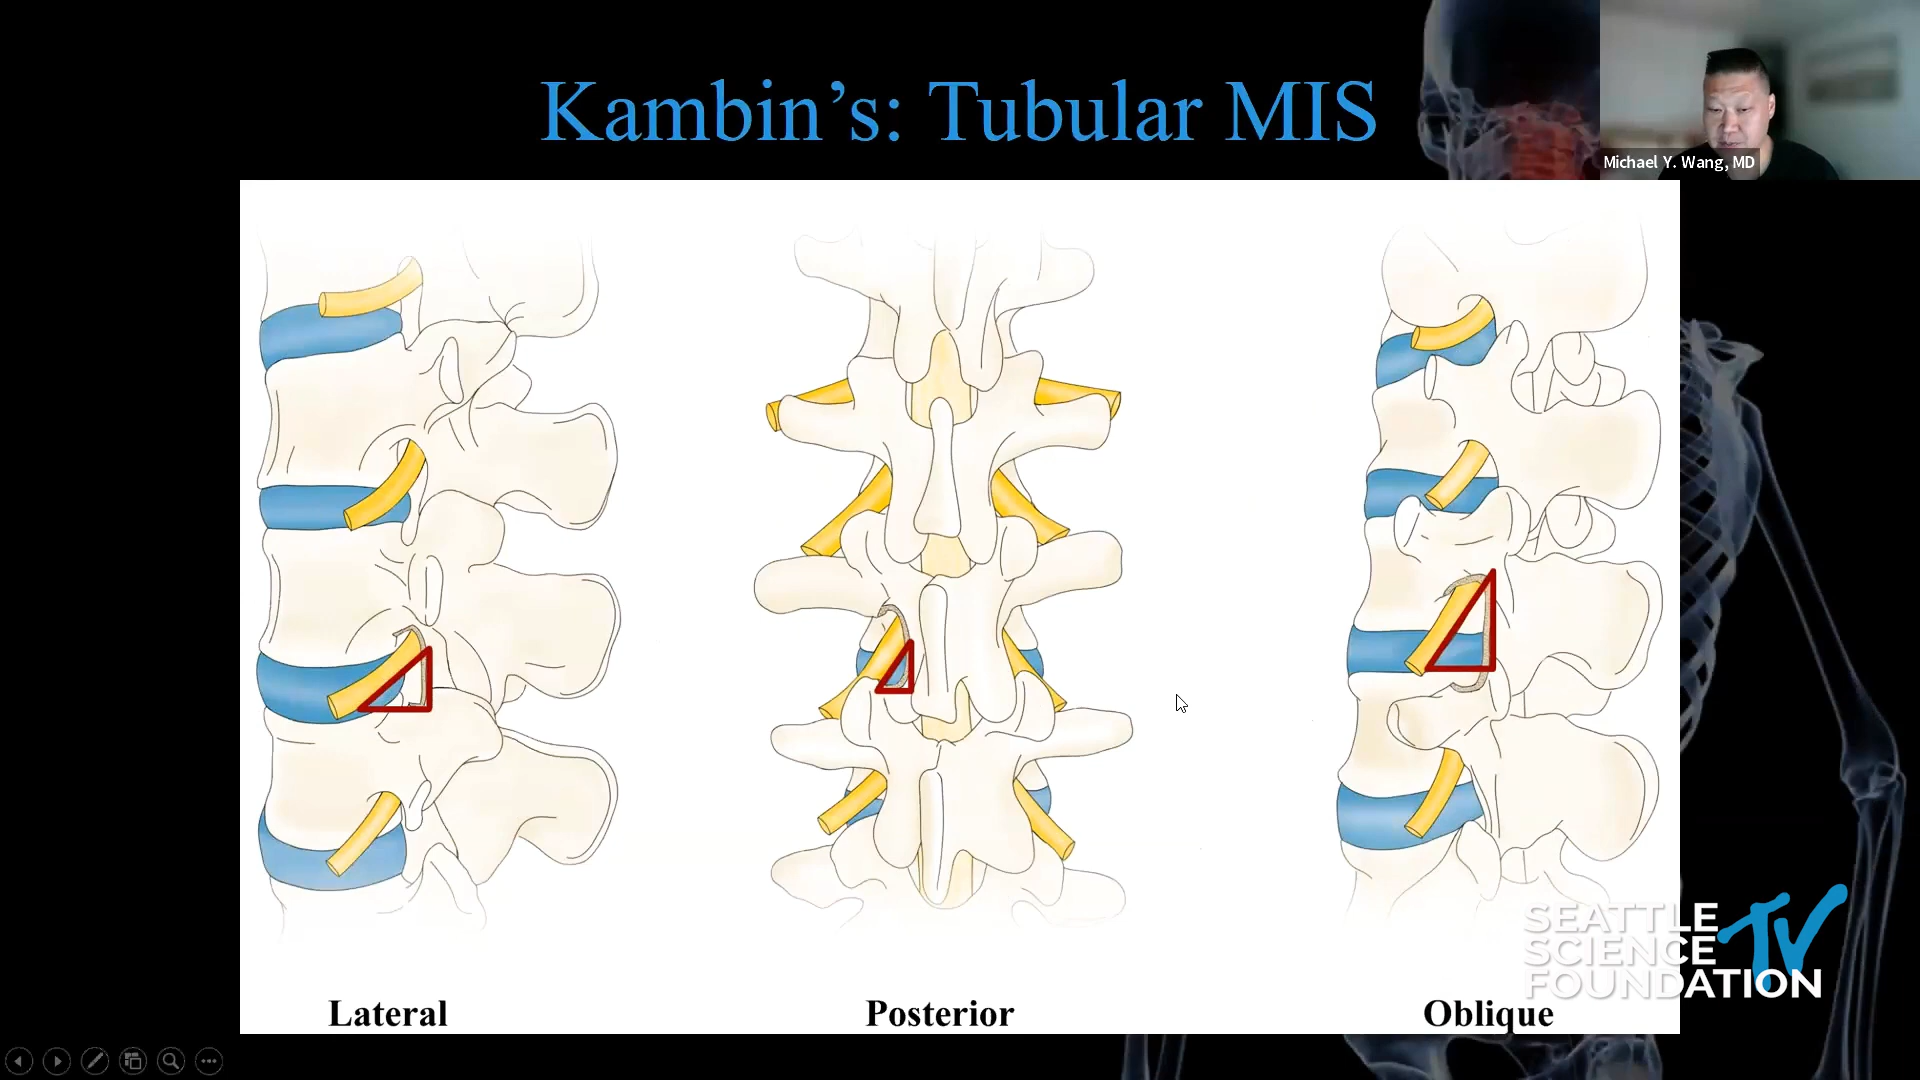 Kambin’s: Tubular MIS
Michael Y. Wang, MD
Lateral
Posterior
Oblique
SEATTLE
SCIENCE
FOUNDATION
TV